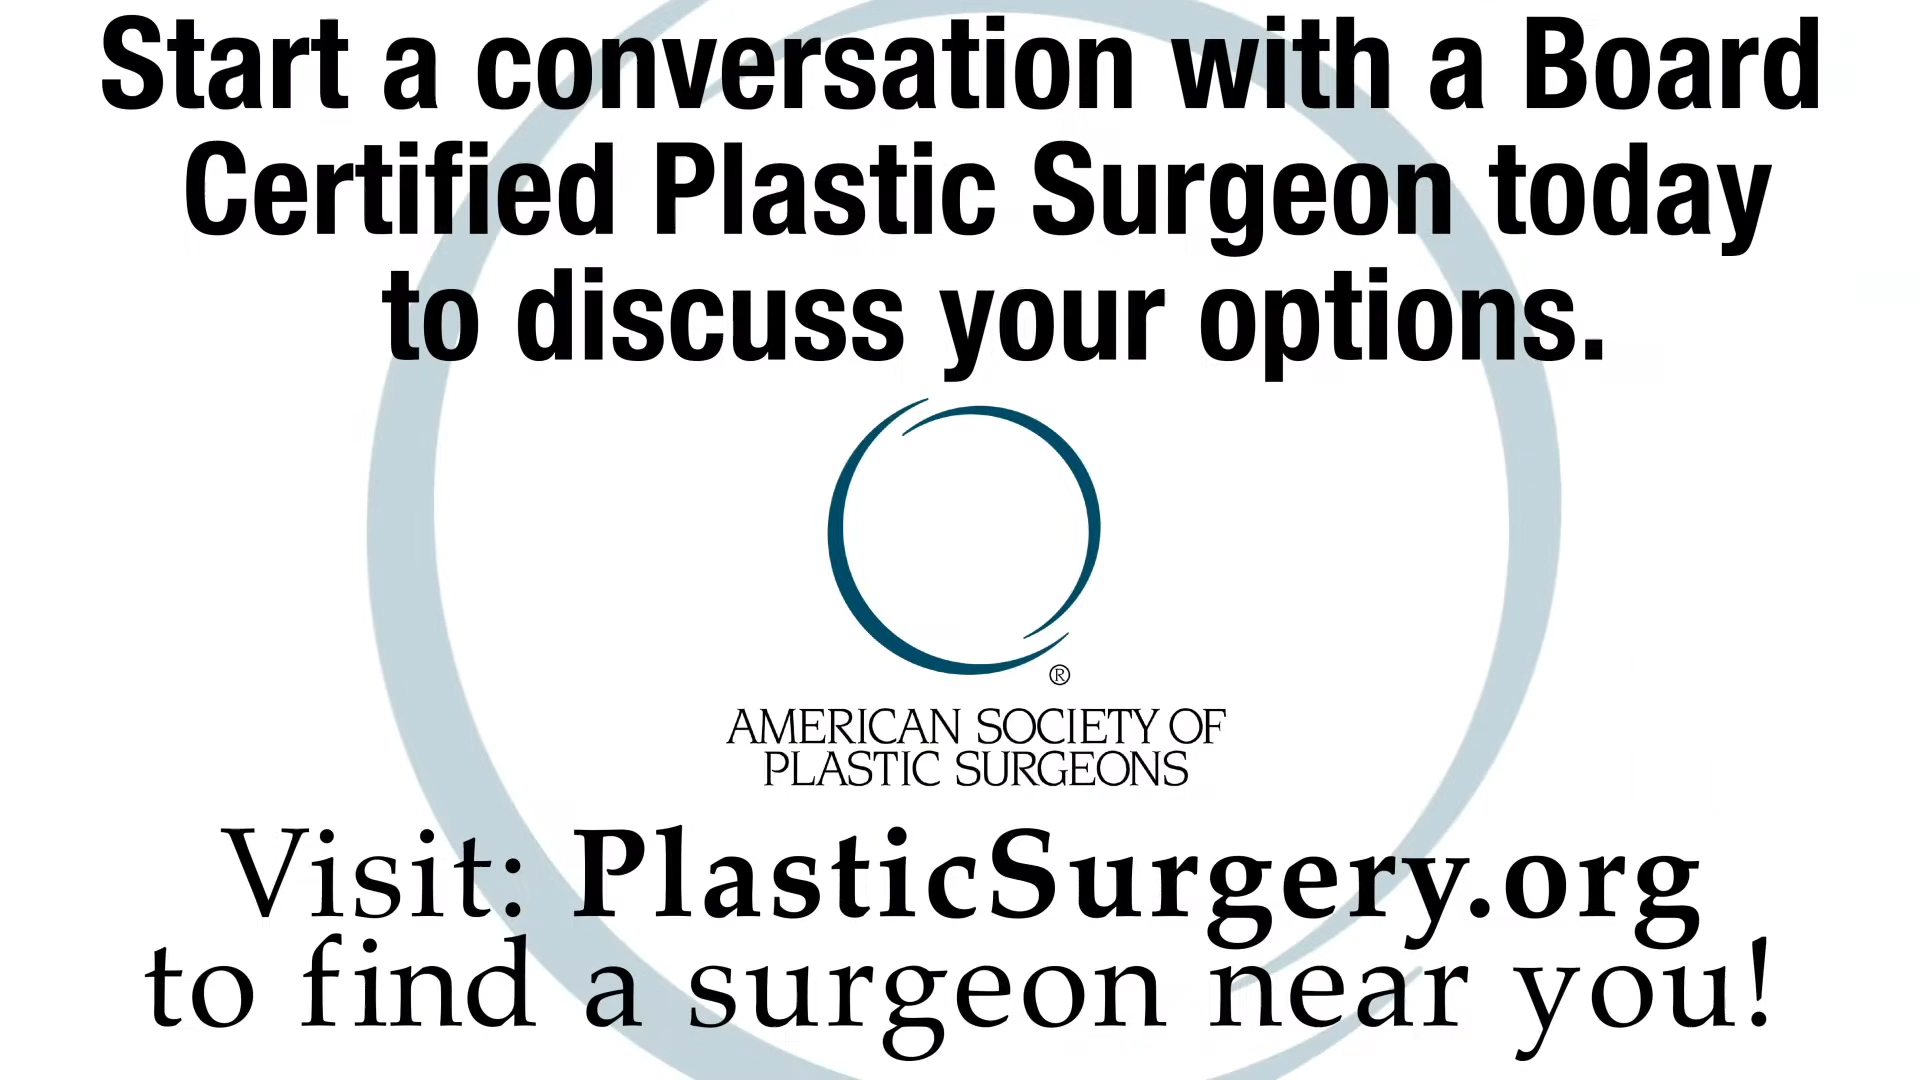 Start a conversation with a Board
Certified Plastic Surgeon today
to discuss your options.
®
AMERICAN SOCIETY OF
PLASTIC SURGEONS
Visit: PlasticSurgery.org
to find a surgeon near you!